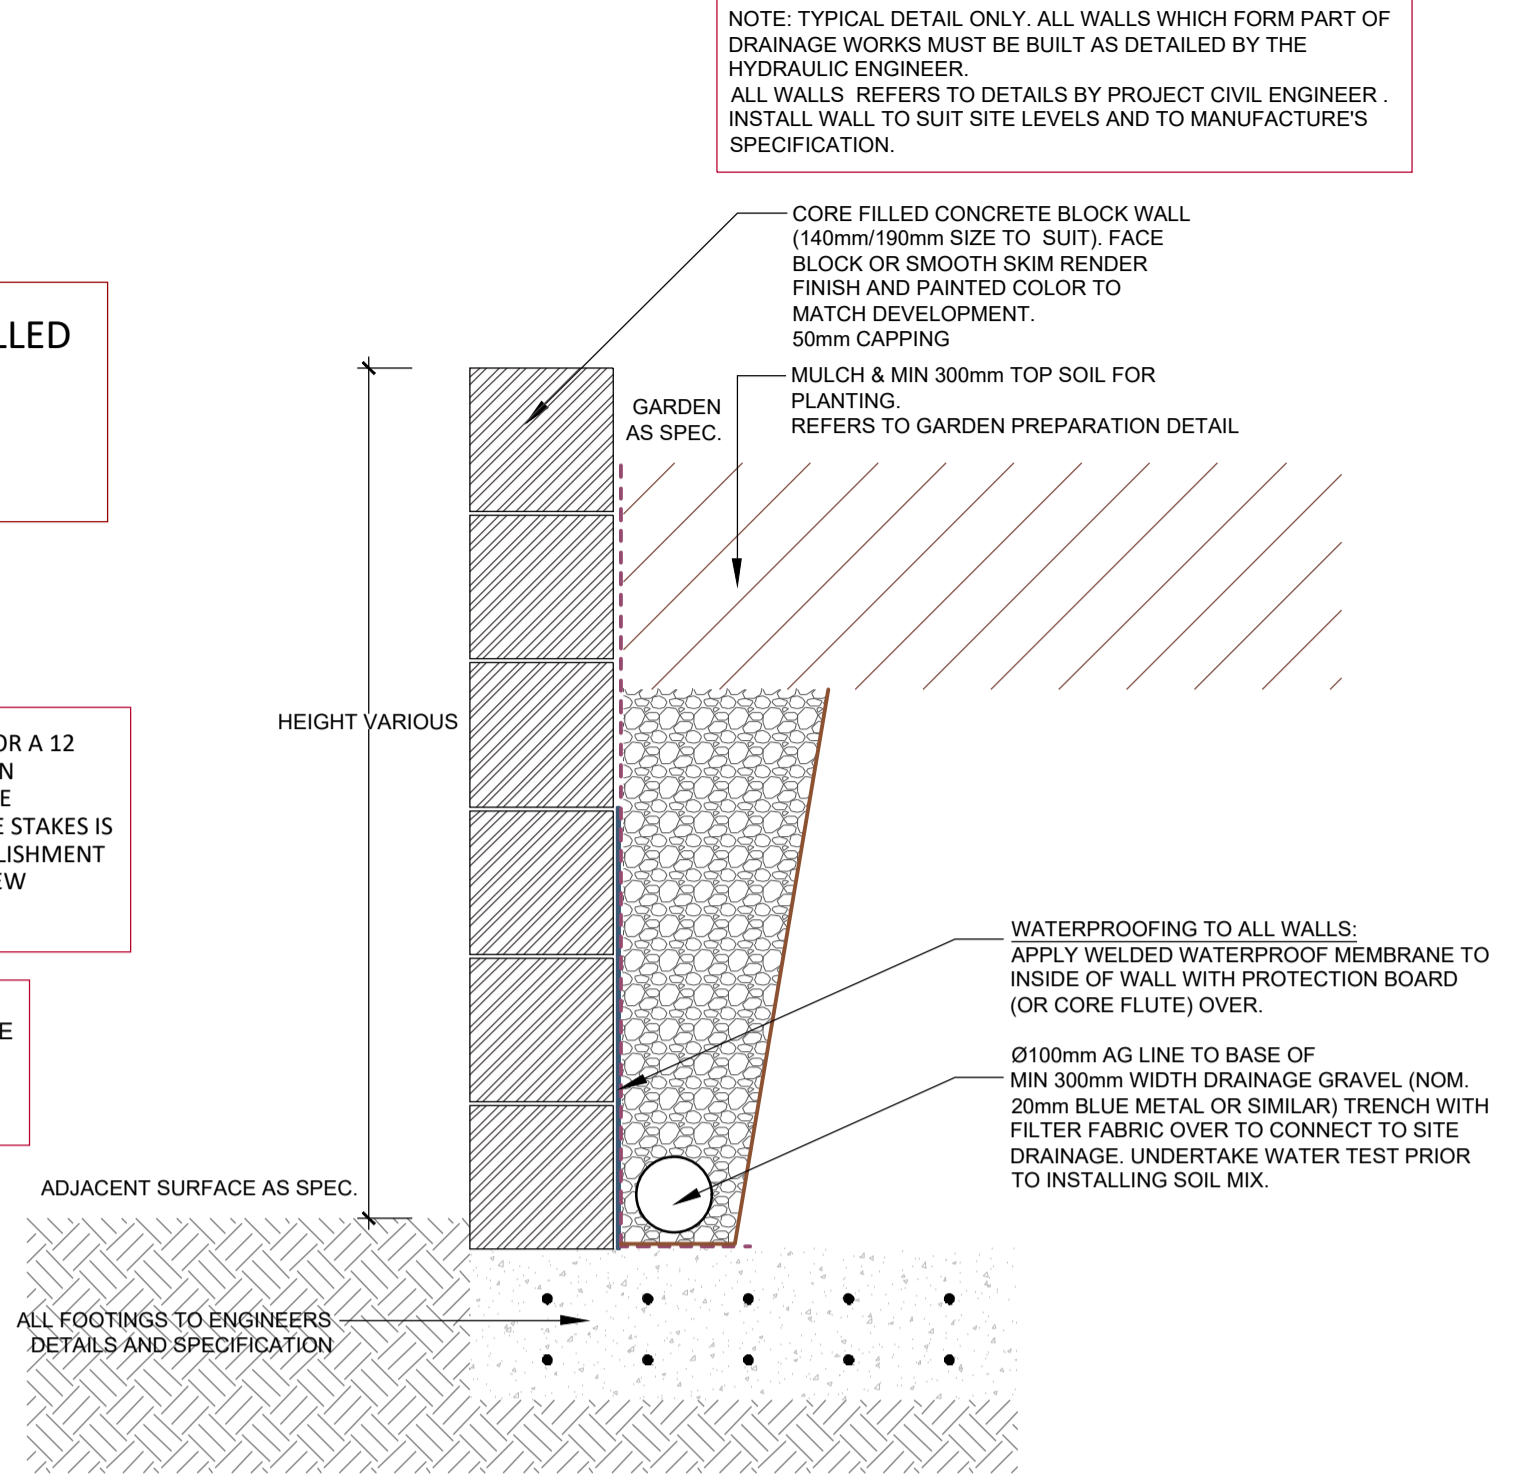 NOTE: TYPICAL DETAIL ONLY. ALL WALLS WHICH FORM PART OF
DRAINAGE WORKS MUST BE BUILT AS DETAILED BY THE
HYDRAULIC ENGINEER.
ALL WALLS REFERS TO DETAILS BY PROJECT CIVIL ENGINEER .
INSTALL WALL TO SUIT SITE LEVELS AND TO MANUFACTURE'S
SPECIFICATION.
CORE FILLED CONCRETE BLOCK WALL
(140mm/190mm SIZE TO SUIT). FACE
BLOCK OR SMOOTH SKIM RENDER
FINISH AND PAINTED COLOR TO
MATCH DEVELOPMENT.
50mm CAPPING
MULCH & MIN 300mm TOP SOIL FOR
PLANTING.
REFERS TO GARDEN PREPARATION DETAIL
GARDEN
AS SPEC.
HEIGHT VARIOUS
OR A 12
E STAKES IS
WATERPROOFING TO ALL WALLS:
APPLY WELDED WATERPROOF MEMBRANE TO
INSIDE OF WALL WITH PROTECTION BOARD
(OR CORE FLUTE) OVER.
Ø100mm AG LINE TO BASE OF
MIN 300mm WIDTH DRAINAGE GRAVEL (NOM.
20mm BLUE METAL OR SIMILAR) TRENCH WITH
FILTER FABRIC OVER TO CONNECT TO SITE
DRAINAGE. UNDERTAKE WATER TEST PRIOR
TO INSTALLING SOIL MIX.
ADJACENT SURFACE AS SPEC.
ALL FOOTINGS TO ENGINEERS
DETAILS AND SPECIFICATION